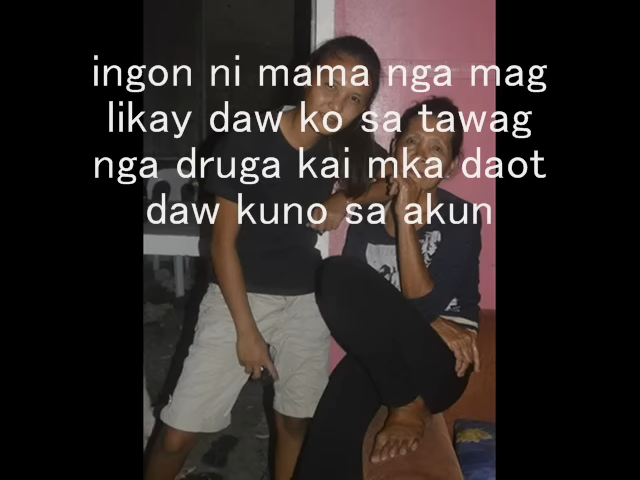 ingon ni mama nga mag
likay daw ko sa tawag
nga druga kai mka daot
daw kuno sa akun